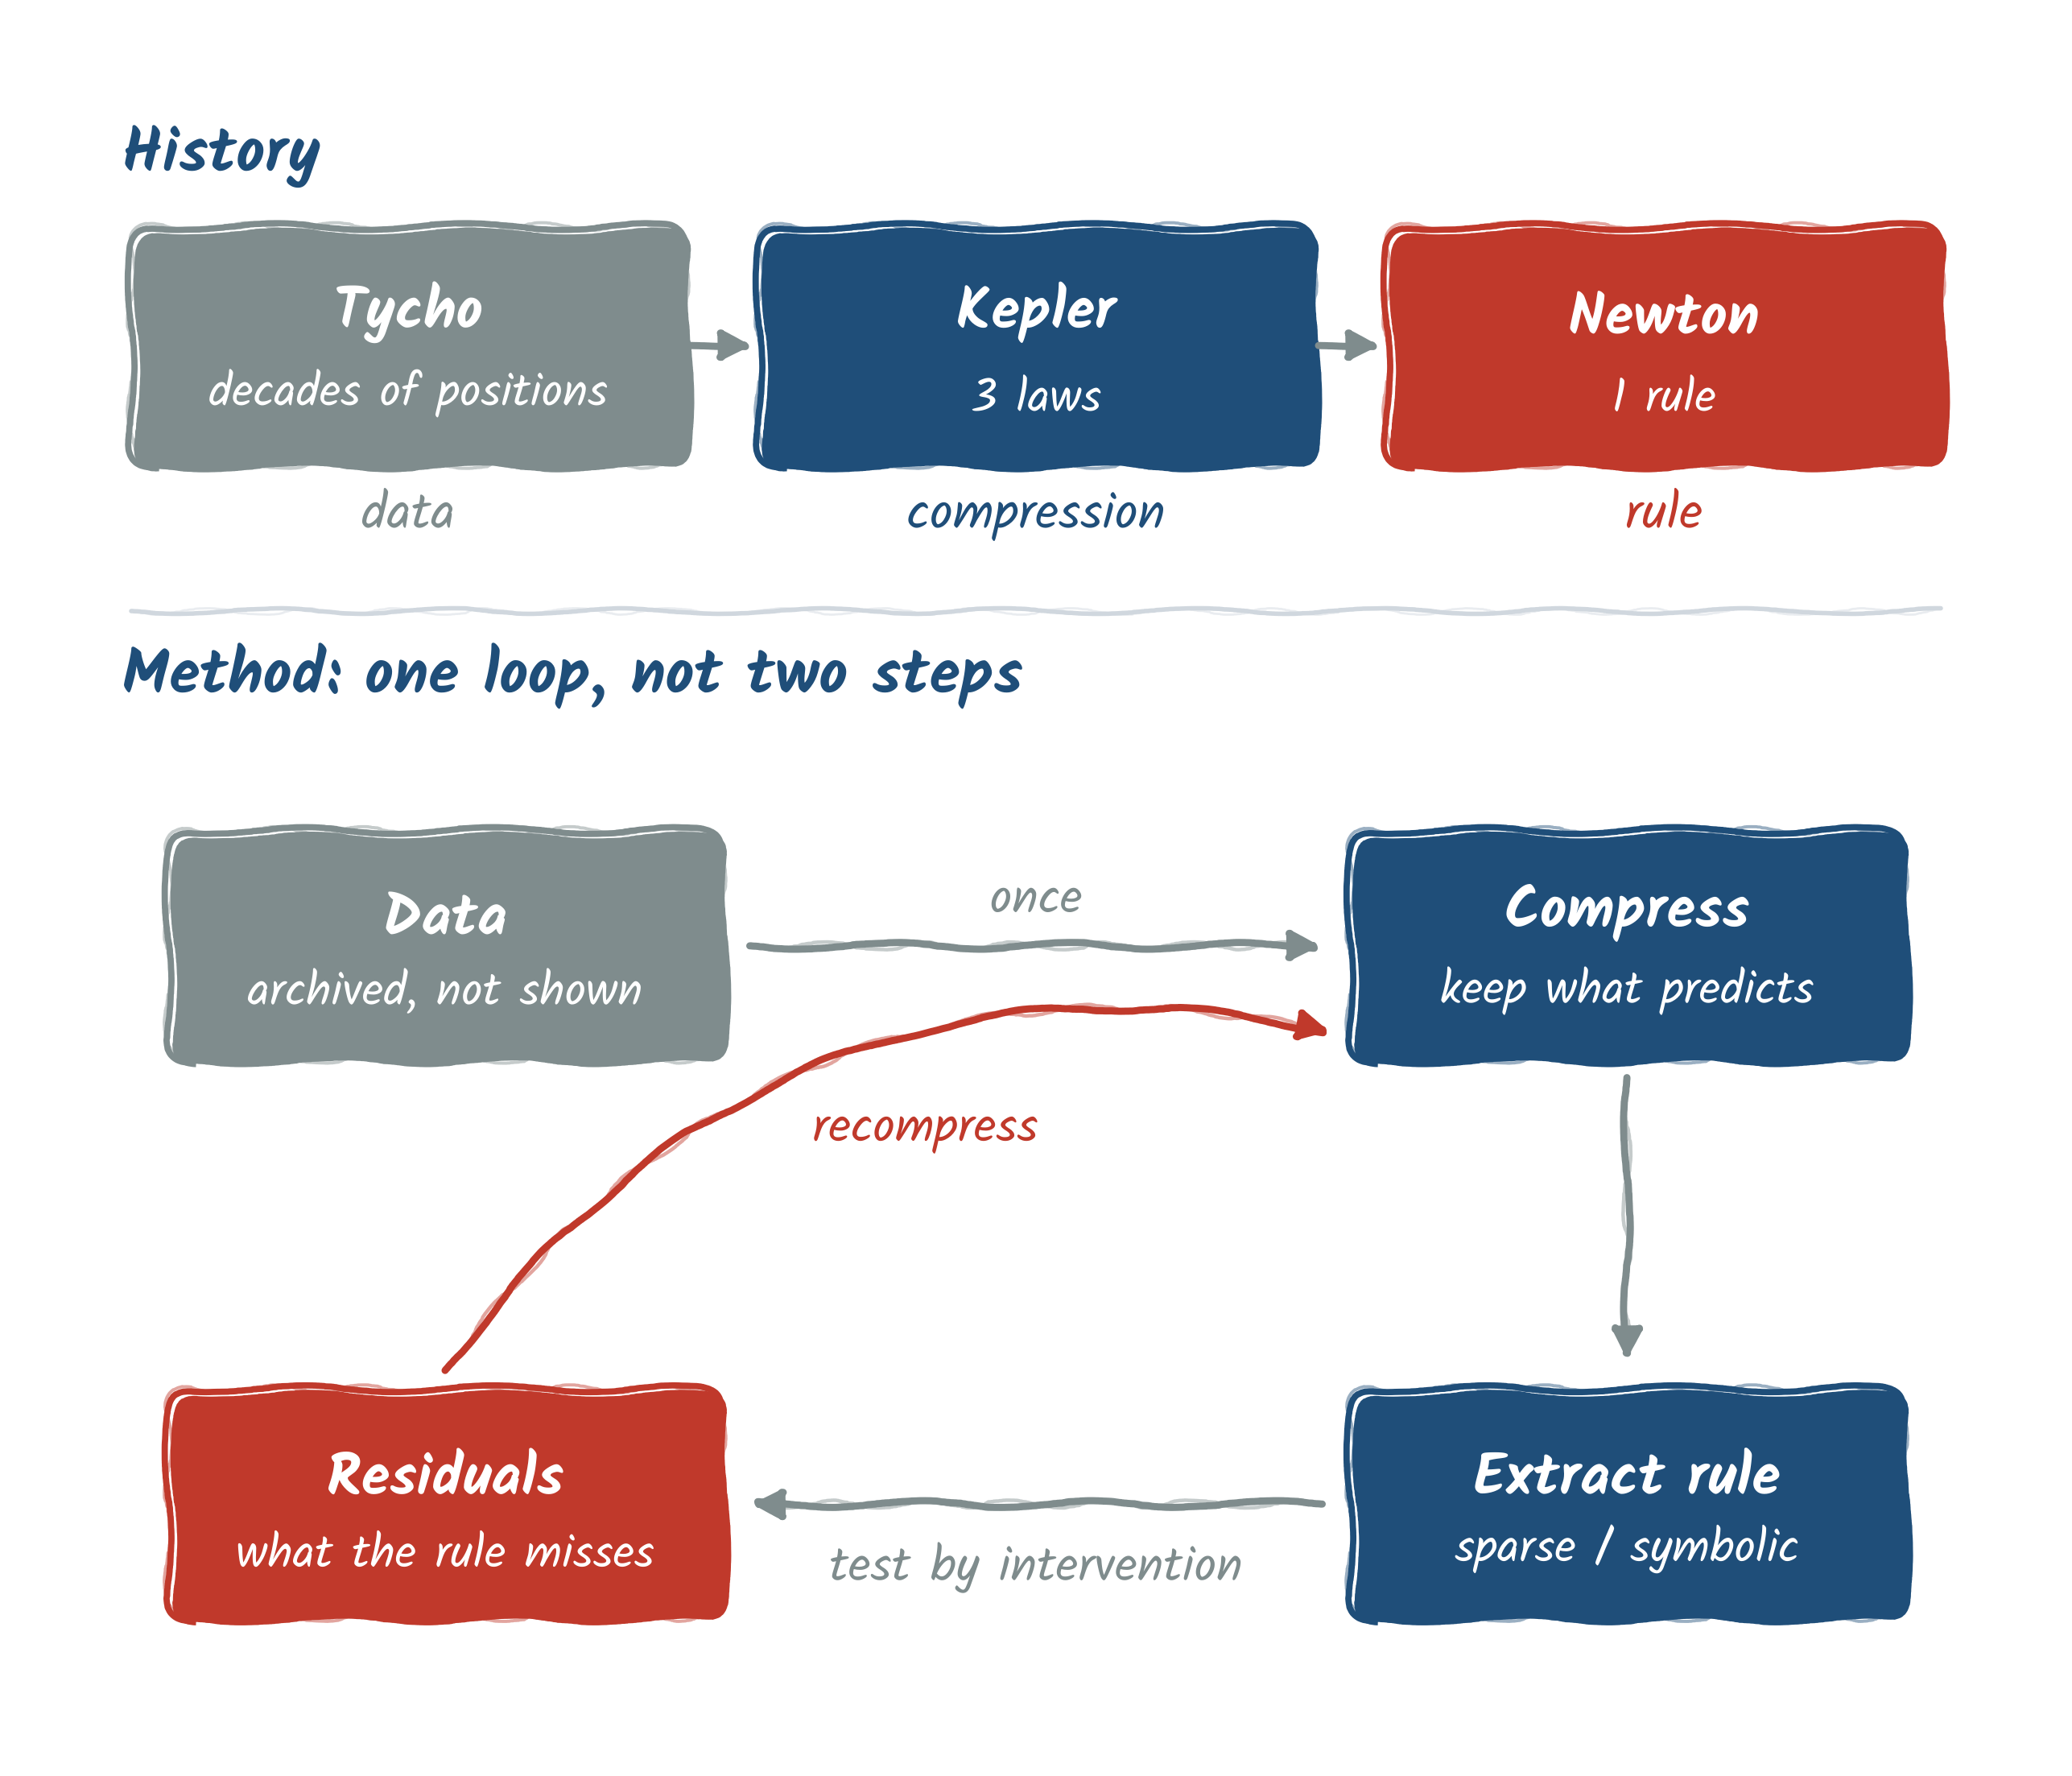 History
Tycho
decades of positions
data
Kepler
3 laws
compression
Newton
1 rule
rule
Method: one loop, not two steps
Data
archived, not shown
once
Compress
keep what predicts
recompress
Residuals
what the rule misses
test by intervention
Extract rule
sparse / symbolic